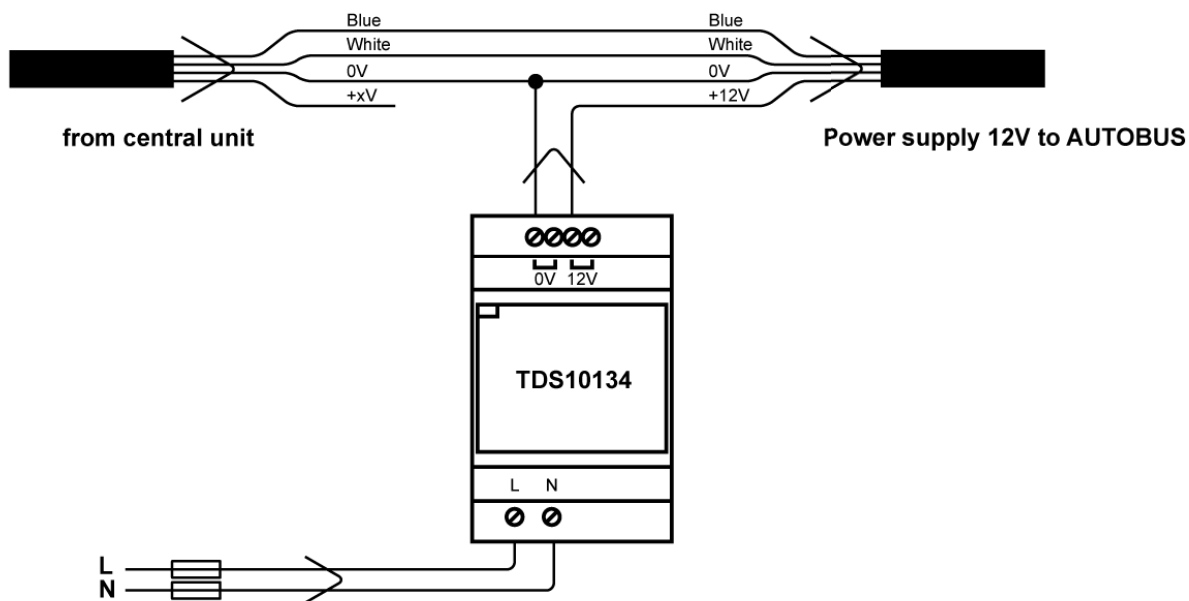 Blue Blue
White White
0V 0V
+xV +12V
from central unit Power supply 12V to AUTOBUS
0V 12V
TDS10134
L N
L
N